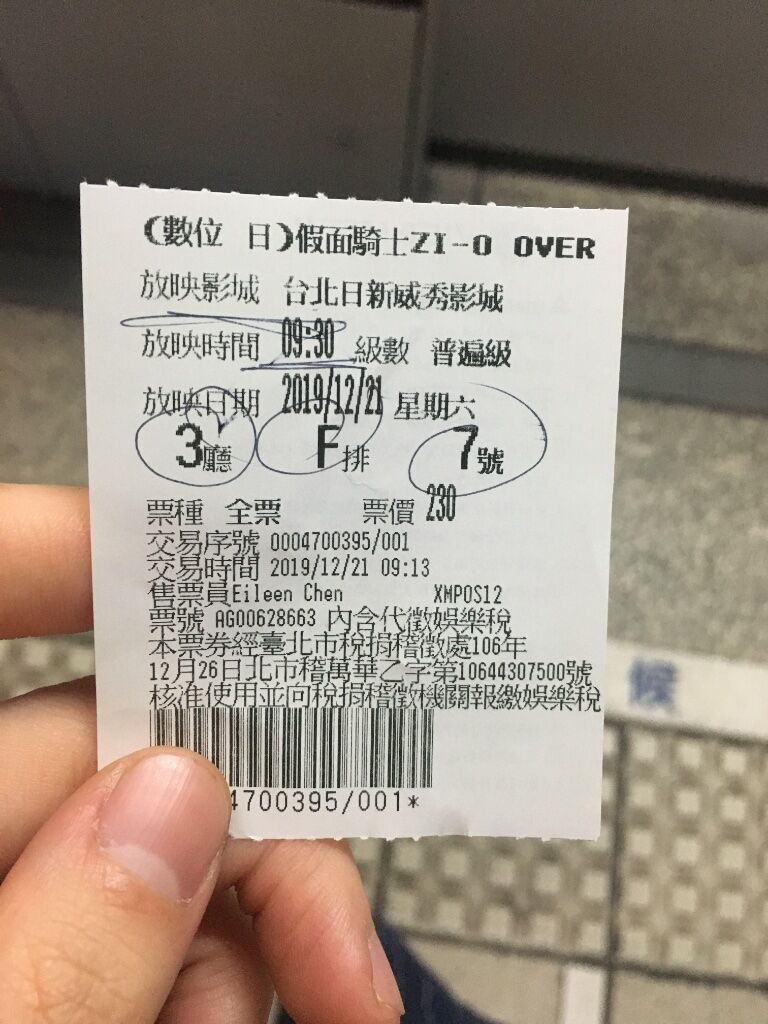 (數位 日)假面騎士ZI-O OVER
放映影城 台北日新威秀影城
放映時間 09:30 級數 普遍級
放映日期 2019/12/21 星期六
3廳 F排 7號
票種 全票 票價 230
交易序號 0004700395/001
交易時間 2019/12/21 09:13
售票員Eileen Chen XMPOS12
票號 AG00628663 內含代徵娛樂稅
本票券經臺北市稅捐稽徵處106年
12月26日北市稽萬華乙字第10644307500號
核准使用並向稅捐稽徵機關報繳娛樂稅
4700395/001*
候